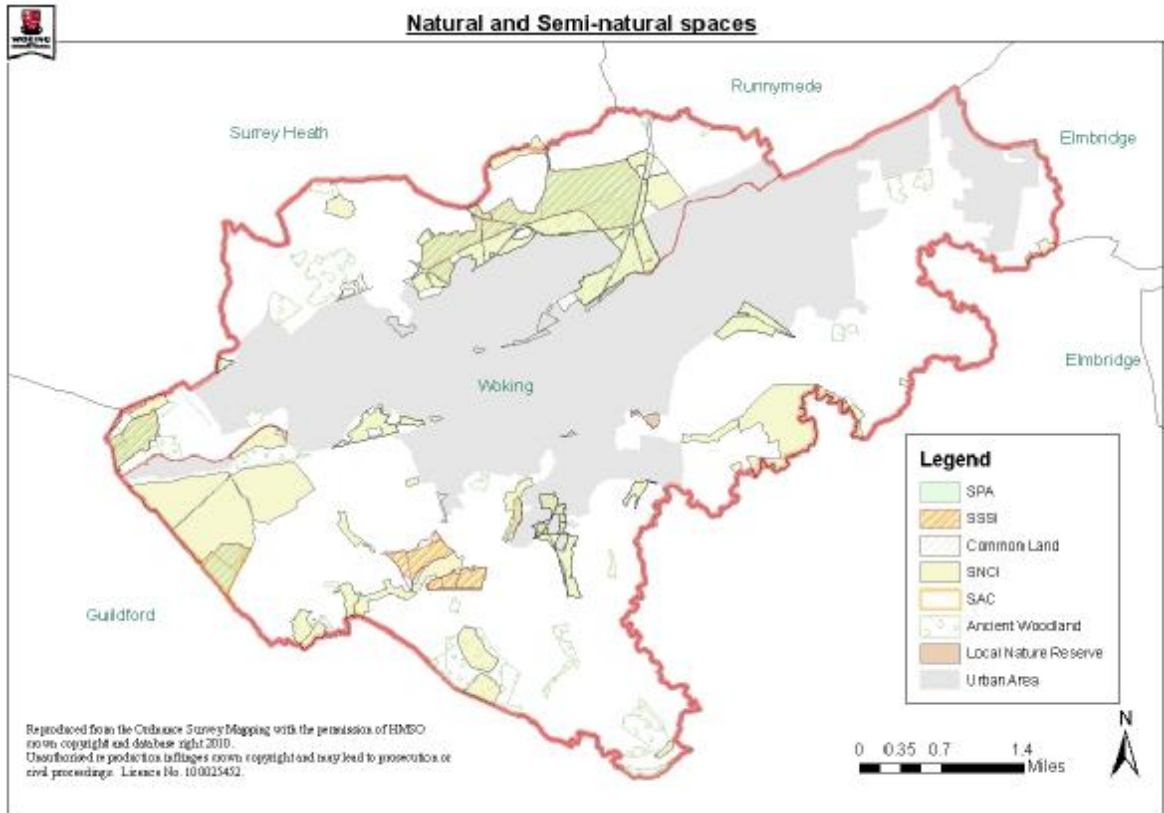 WOKING
Natural and Semi-natural spaces
Runnymede
Surrey Heath
Elmbridge
Elmbridge
Woking
Guildford
Legend
SPA
SSSI
Common Land
SNCI
SAC
Ancient Woodland
Local Nature Reserve
Urban Area
Reproduced from the Ordnance Survey Mapping with the permission of HMSO
crown copyright and database right 2010.
Unauthorised reproduction infringes crown copyright and may lead to prosecution or
civil proceedings. Licence No. 100025452.
N
0 0.35 0.7 1.4
Miles